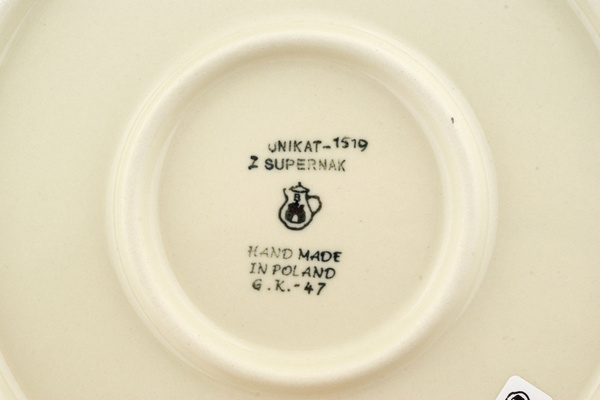 UNIKAT-1519
Z SUPERNAK
B
HAND MADE
IN POLAND
G.K.-47